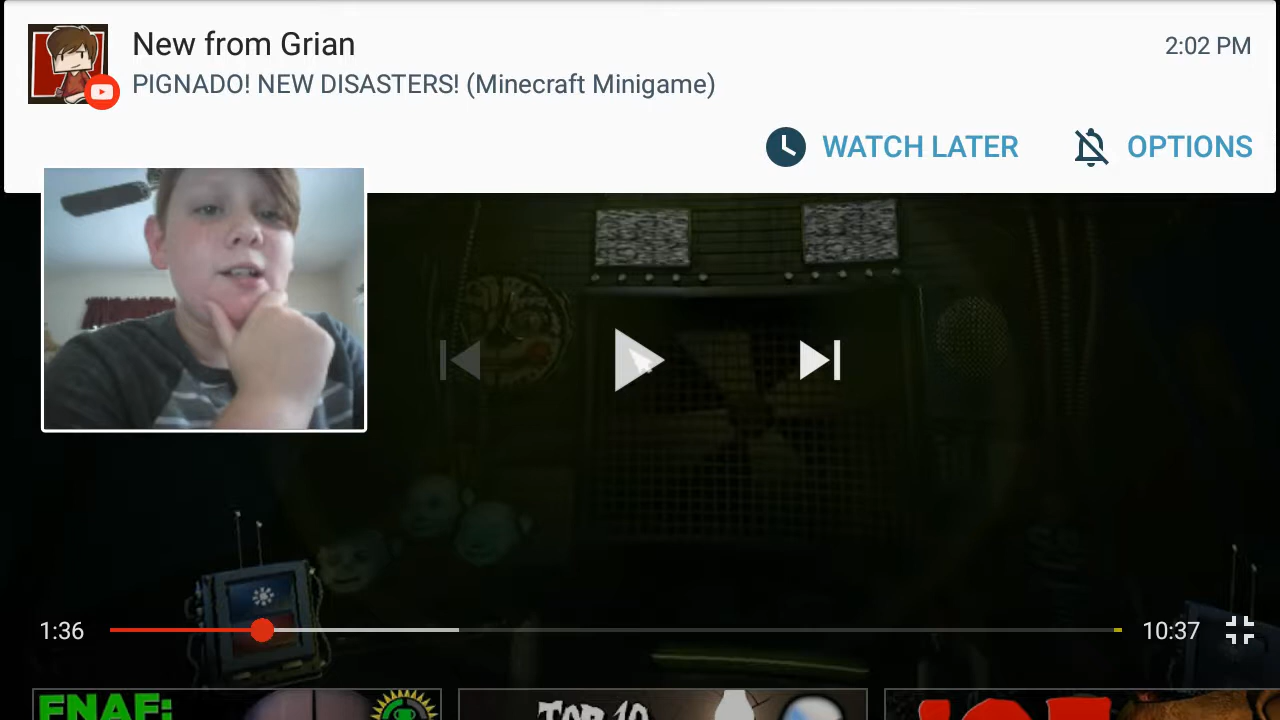 New from Grian
2:02 PM
PIGNADO! NEW DISASTERS! (Minecraft Minigame)
WATCH LATER
OPTIONS
1:36
10:37
FNAF:
TOP 10